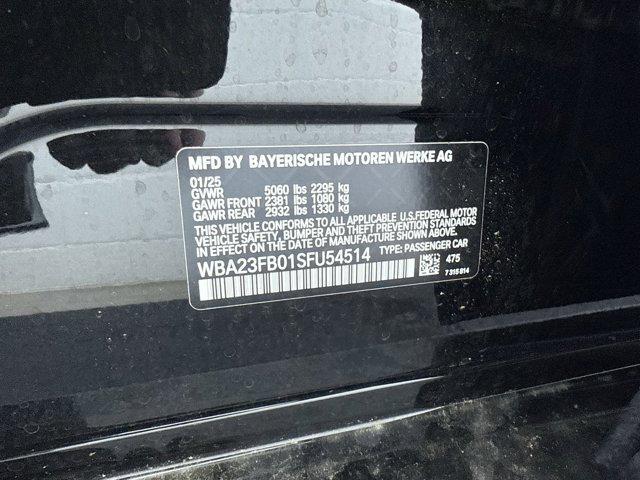 MFD BY BAYERISCHE MOTOREN WERKE AG
01/25
GVWR 5060 lbs 2295 kg
GAWR FRONT 2381 lbs 1080 kg
GAWR REAR 2932 lbs 1330 kg
THIS VEHICLE CONFORMS TO ALL APPLICABLE U.S.FEDERAL MOTOR
VEHICLE SAFETY, BUMPER AND THEFT PREVENTION STANDARDS
IN EFFECT ON THE DATE OF MANUFACTURE SHOWN ABOVE.
WBA23FB01SFU54514 TYPE: PASSENGER CAR
475
7 315 814